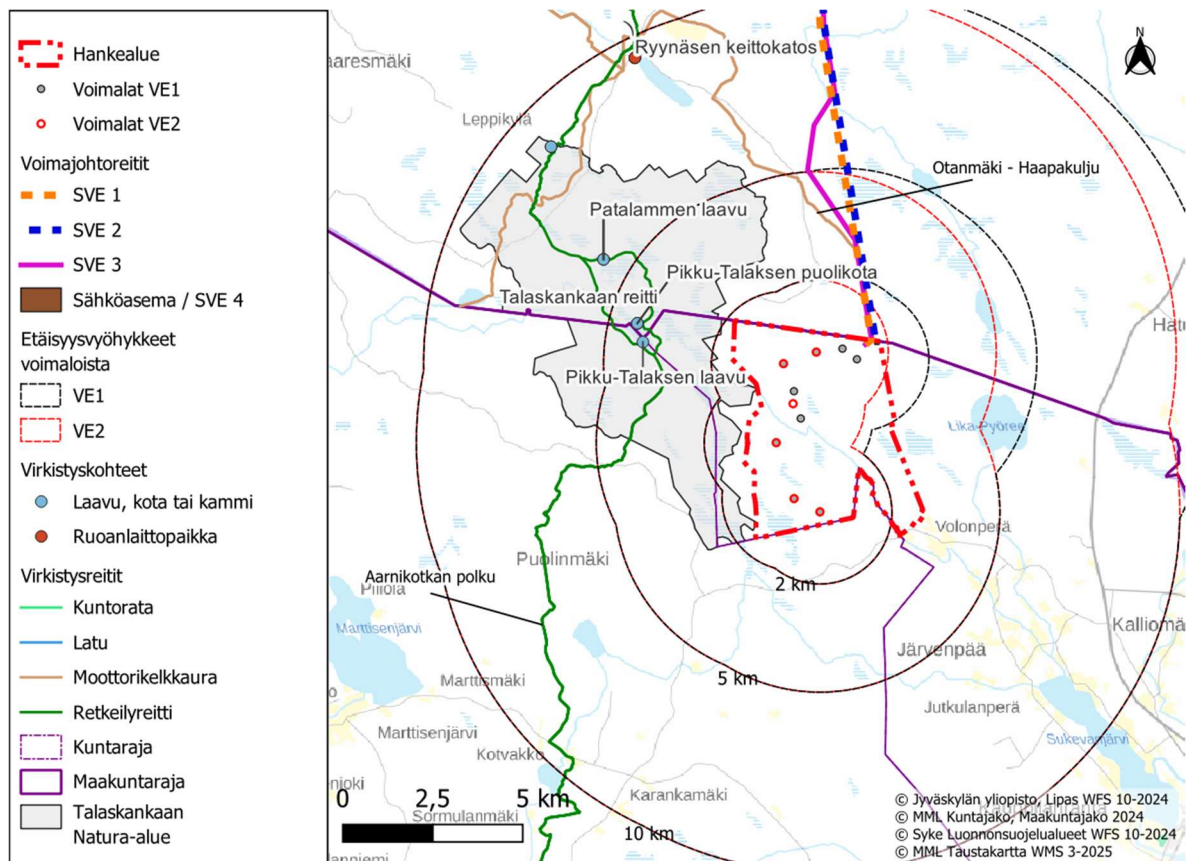 Hankealue
Voimalat VE1
Voimalat VE2
Voimajohtoreitit
SVE 1
SVE 2
SVE 3
Sähköasema / SVE 4
Etäisyysvyöhykkeet
voimaloista
VE1
VE2
Virkistyskohteet
Laavu, kota tai kammi
Ruoanlaittopaikka
Virkistysreitit
Kuntorata
Latu
Moottorikelkkaura
Retkeilyreitti
Kuntaraja
Maakuntaraja
Talaskankaan
Natura-alue
Ryynäsen keittokatos
N
aaresmäki
Leppikylä
Otanmäki - Haapakulju
Patalammen laavu
Pikku-Talaksen puolikota
Talaskankaan reitti
Hatu
Pikku-Talaksen laavu
Lika-Pyöree
Volonperä
Puolinmäki
Aarnikotkan polku
2 km
Marttisenjärvi
Kalliomä
Järvenpää
5 km
Marttismäki
Jutkulanperä
Marttisenjärvi
Sukevanjärvi
Kotvakko
0 2,5 5 km
Karankamäki
Sormulanmäki
10 km
© Jyväskylän yliopisto, Lipas WFS 10-2024
© MML Kuntajako, Maakuntajako 2024
© Syke Luonnonsuojelualueet WFS 10-2024
© MML Taustakartta WMS 3-2025